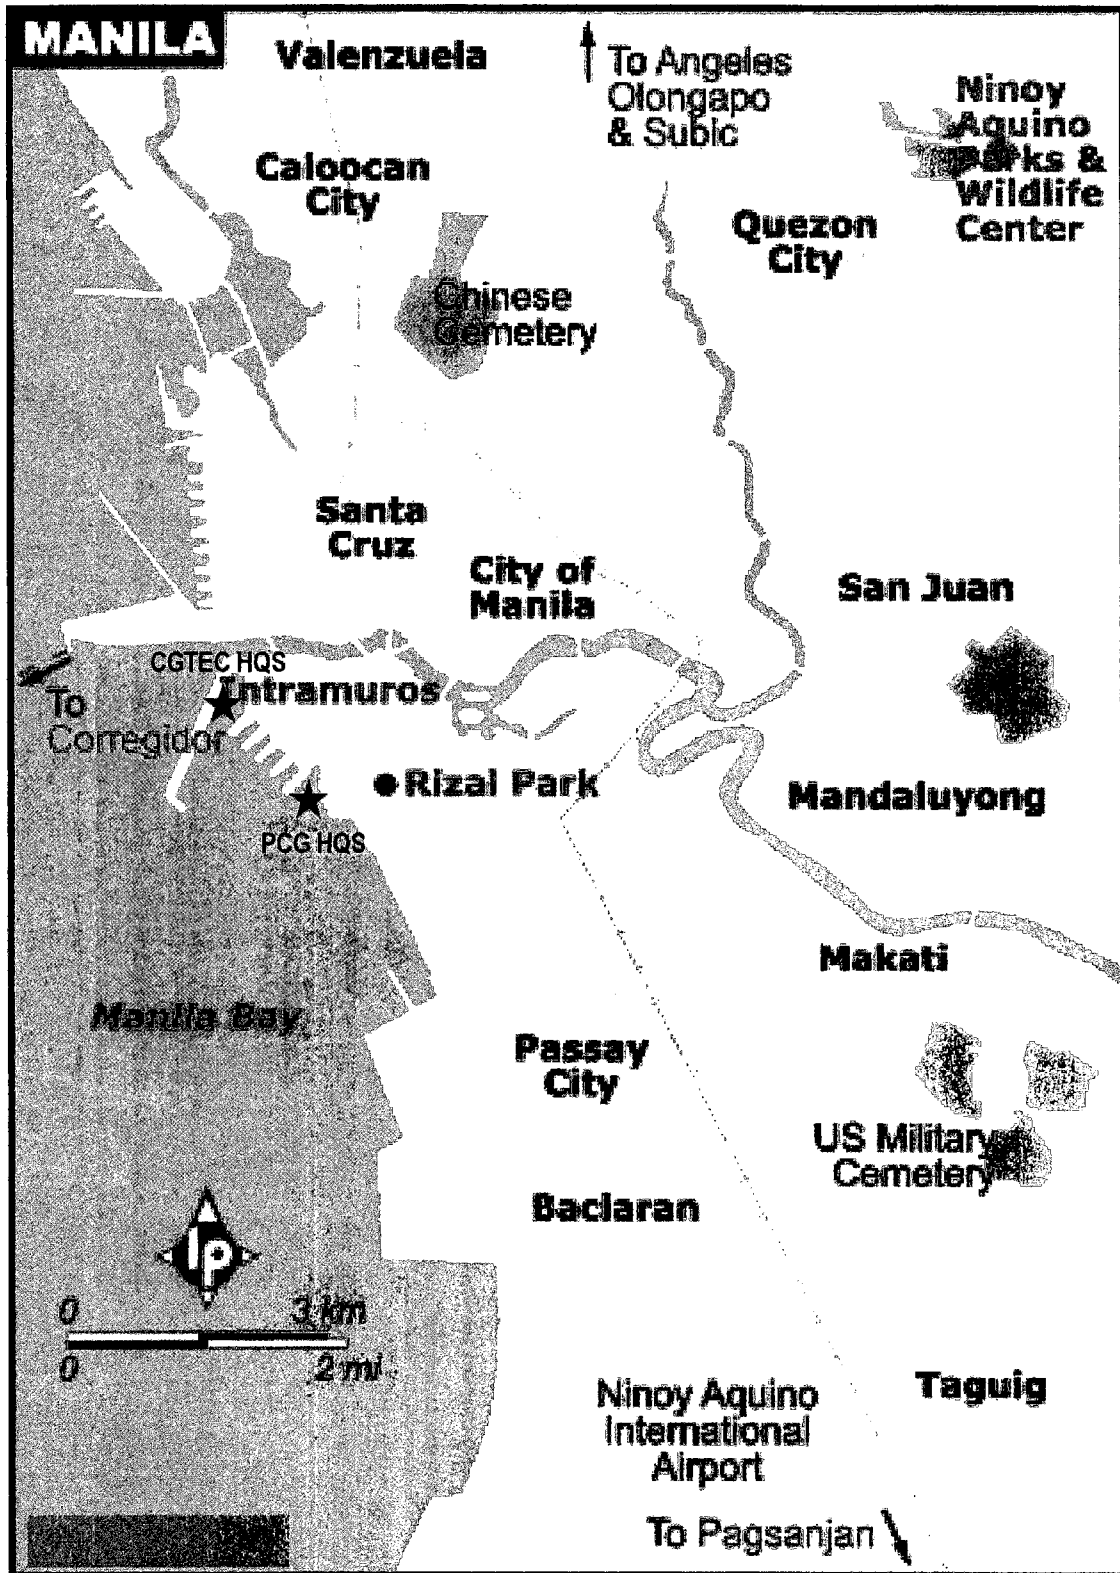 MANILA
Valenzuela
To Angeles
Olongapo
& Subic
Ninoy
Aquino
Parks &
Wildlife
Center
Caloocan
City
Quezon
City
Chinese
Cemetery
Santa
Cruz
City of
Manila
San Juan
CGTEC HQS
Intramuros
To
Corregidor
Rizal Park
Mandaluyong
PCG HQS
Makati
Manila Bay
Passay
City
US Military
Cemetery
Baclaran
lp
0 3 km
0 2 mi
Taguig
Ninoy Aquino
International
Airport
To Pagsanjan